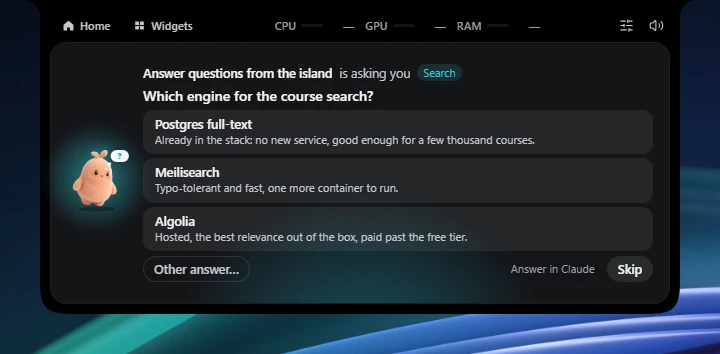 Home Widgets CPU — GPU — RAM —
Answer questions from the island is asking you Search
Which engine for the course search?
?
Postgres full-text
Already in the stack: no new service, good enough for a few thousand courses.
Meilisearch
Typo-tolerant and fast, one more container to run.
Algolia
Hosted, the best relevance out of the box, paid past the free tier.
Other answer... Answer in Claude Skip